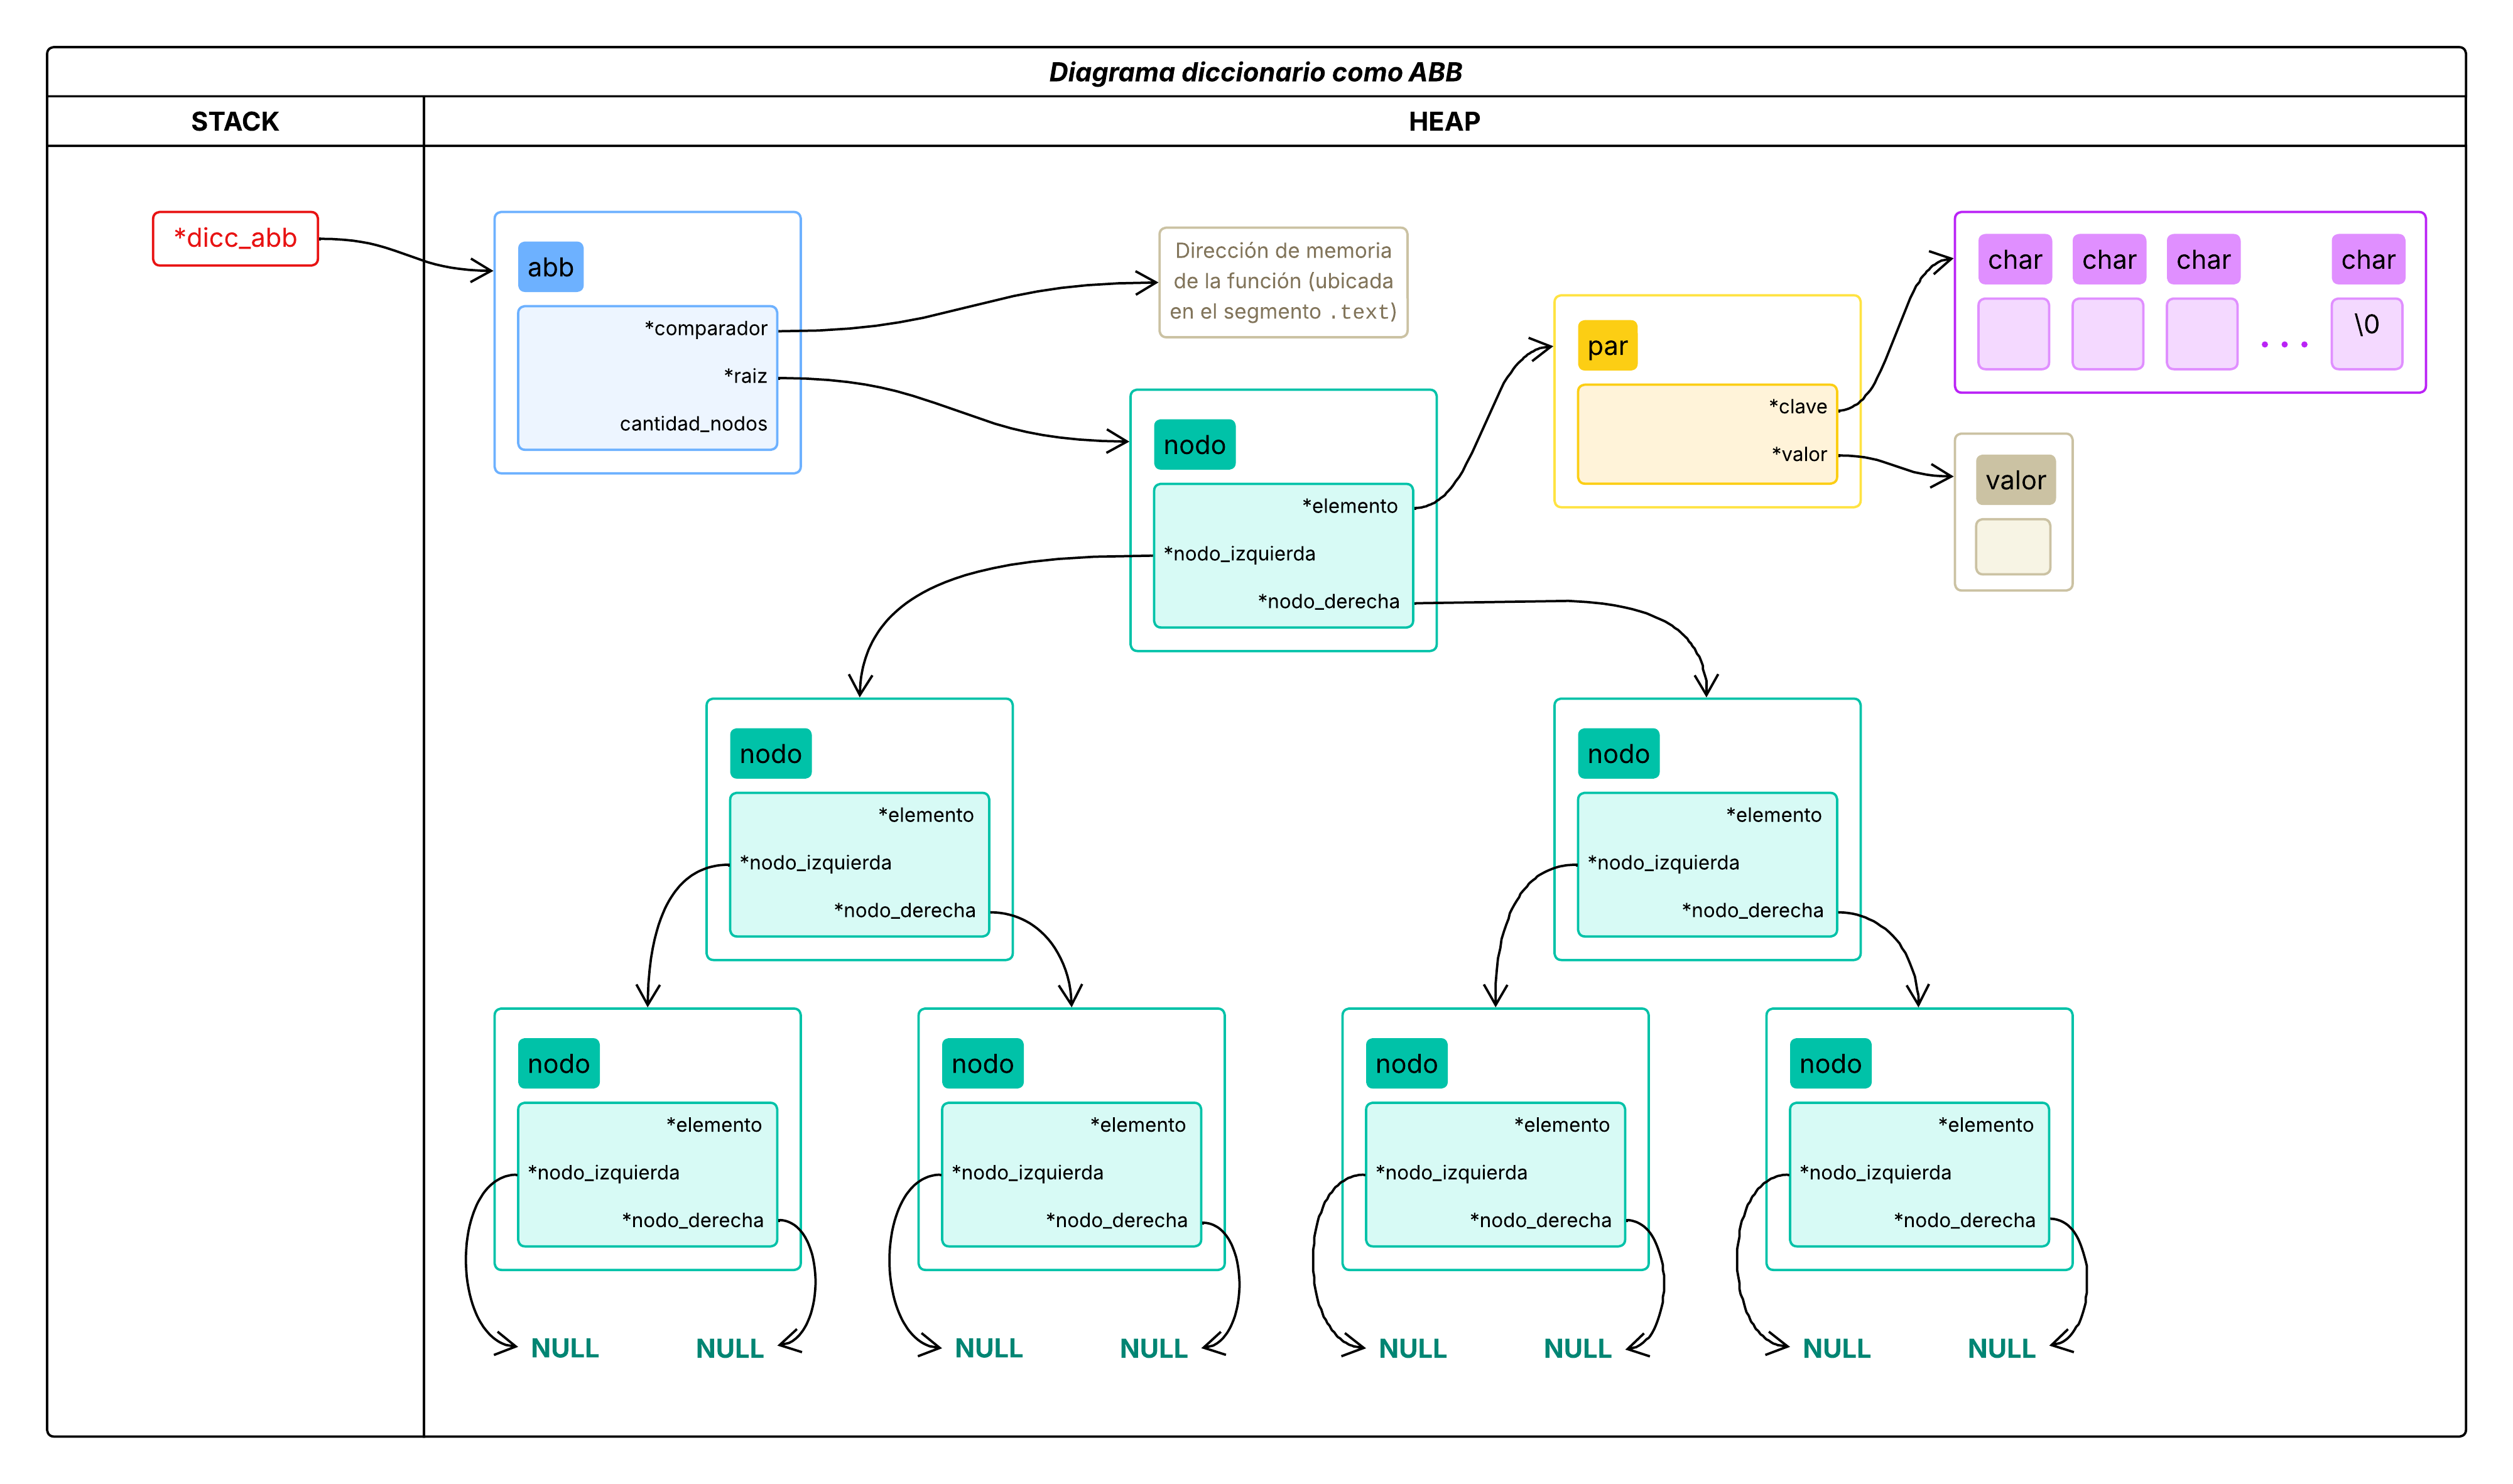 Diagrama diccionario como ABB
STACK
HEAP
*dicc_abb
abb
*comparador
*raiz
cantidad_nodos
Dirección de memoria
de la función (ubicada
en el segmento .text)
par
*clave
*valor
char
char
char
char
. . .
\0
valor
nodo
*elemento
*nodo_izquierda
*nodo_derecha
nodo
*elemento
*nodo_izquierda
*nodo_derecha
nodo
*elemento
*nodo_izquierda
*nodo_derecha
nodo
*elemento
*nodo_izquierda
*nodo_derecha
nodo
*elemento
*nodo_izquierda
*nodo_derecha
nodo
*elemento
*nodo_izquierda
*nodo_derecha
nodo
*elemento
*nodo_izquierda
*nodo_derecha
NULL
NULL
NULL
NULL
NULL
NULL
NULL
NULL